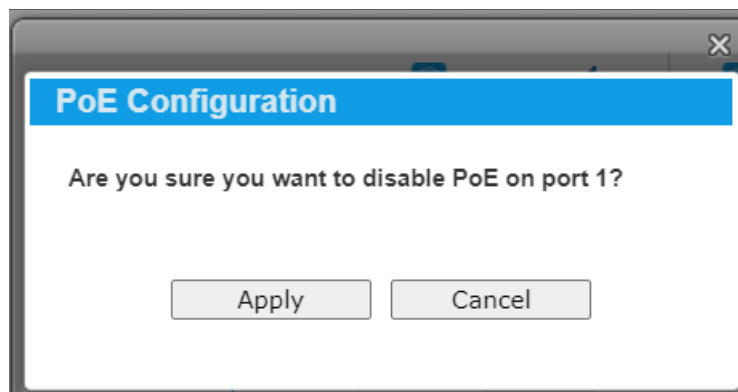 PoE Configuration
Are you sure you want to disable PoE on port 1?
Apply
Cancel